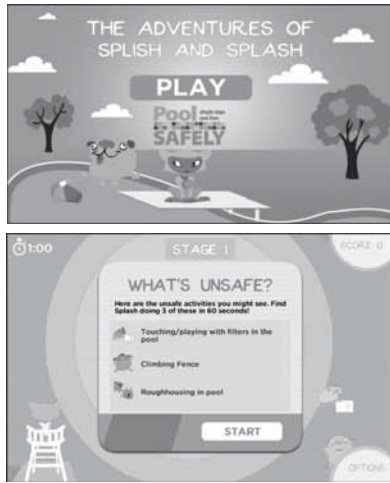 THE ADVENTURES OF
SPLISH AND SPLASH
PLAY
Pool
SAFELY
1:00
STAGE 1
SCORE: 0
WHAT'S UNSAFE?
Here are the unsafe activities you might see. Find
Splash doing 3 of these in 60 seconds!
Touching/playing with filters in the
pool
Climbing Fence
Roughhousing in pool
START
OPTIONS